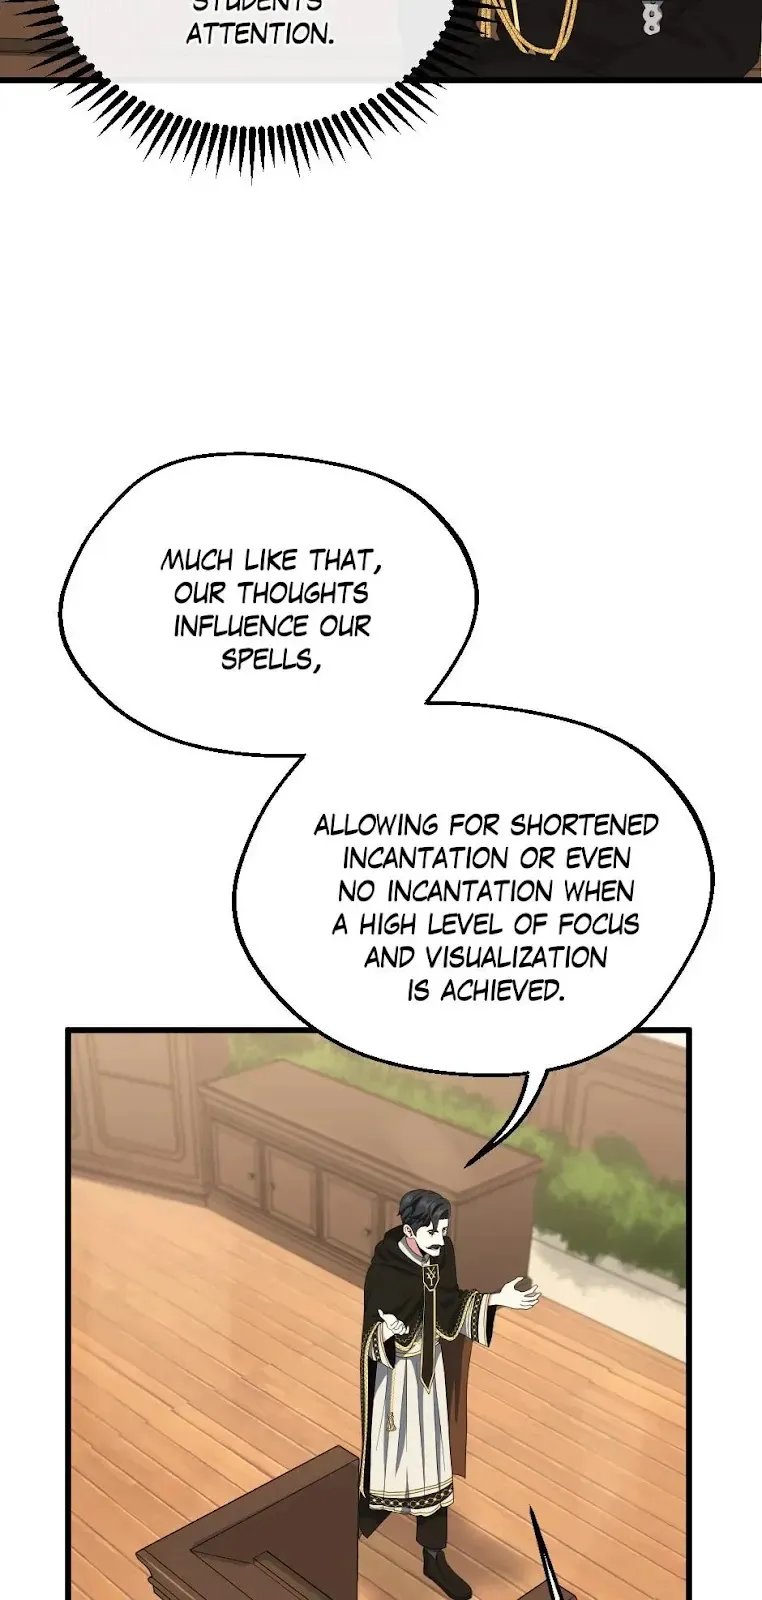 STUDENTS
ATTENTION.
MUCH LIKE THAT,
OUR THOUGHTS
INFLUENCE OUR
SPELLS,
ALLOWING FOR SHORTENED
INCANTATION OR EVEN
NO INCANTATION WHEN
A HIGH LEVEL OF FOCUS
AND VISUALIZATION
IS ACHIEVED.